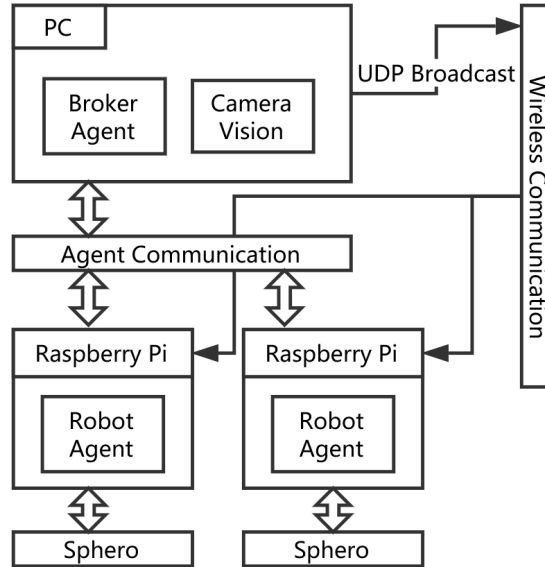 PC
UDP Broadcast
Broker
Agent
Camera
Vision
Wireless Communication
Agent Communication
Raspberry Pi
Raspberry Pi
Robot
Agent
Robot
Agent
Sphero
Sphero